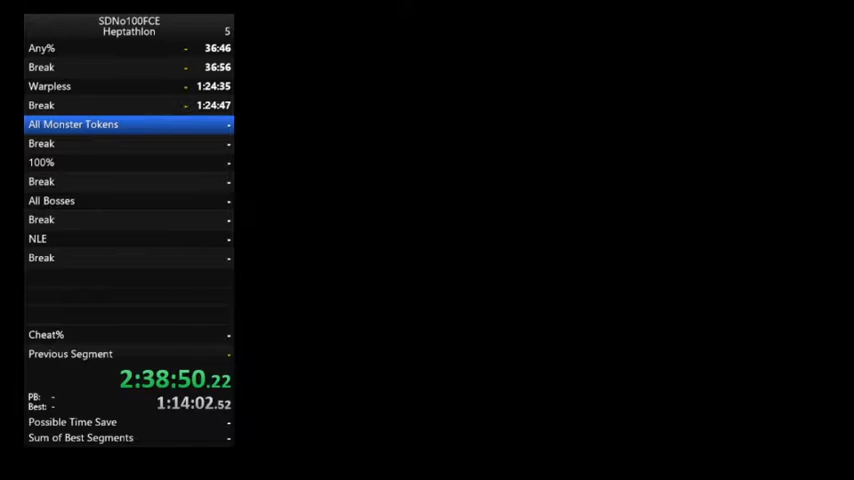 SDNo100FCE
Heptathlon 5
Any% - 36:46
Break - 36:56
Warpless - 1:24:35
Break - 1:24:47
All Monster Tokens -
Break -
100% -
Break -
All Bosses -
Break -
NLE -
Break -
Cheat% -
Previous Segment -
2:38:50.22
PB: -
Best: - 1:14:02.52
Possible Time Save -
Sum of Best Segments -